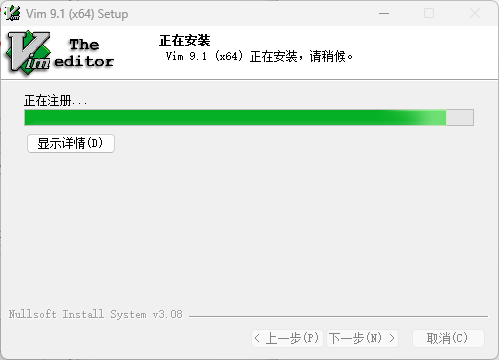 Vim 9.1 (x64) Setup
The
Vim editor
正在安装
Vim 9.1 (x64) 正在安装，请稍候。
正在注册...
显示详情(D)
Nullsoft Install System v3.08
< 上一步(P) 下一步(N) > 取消(C)